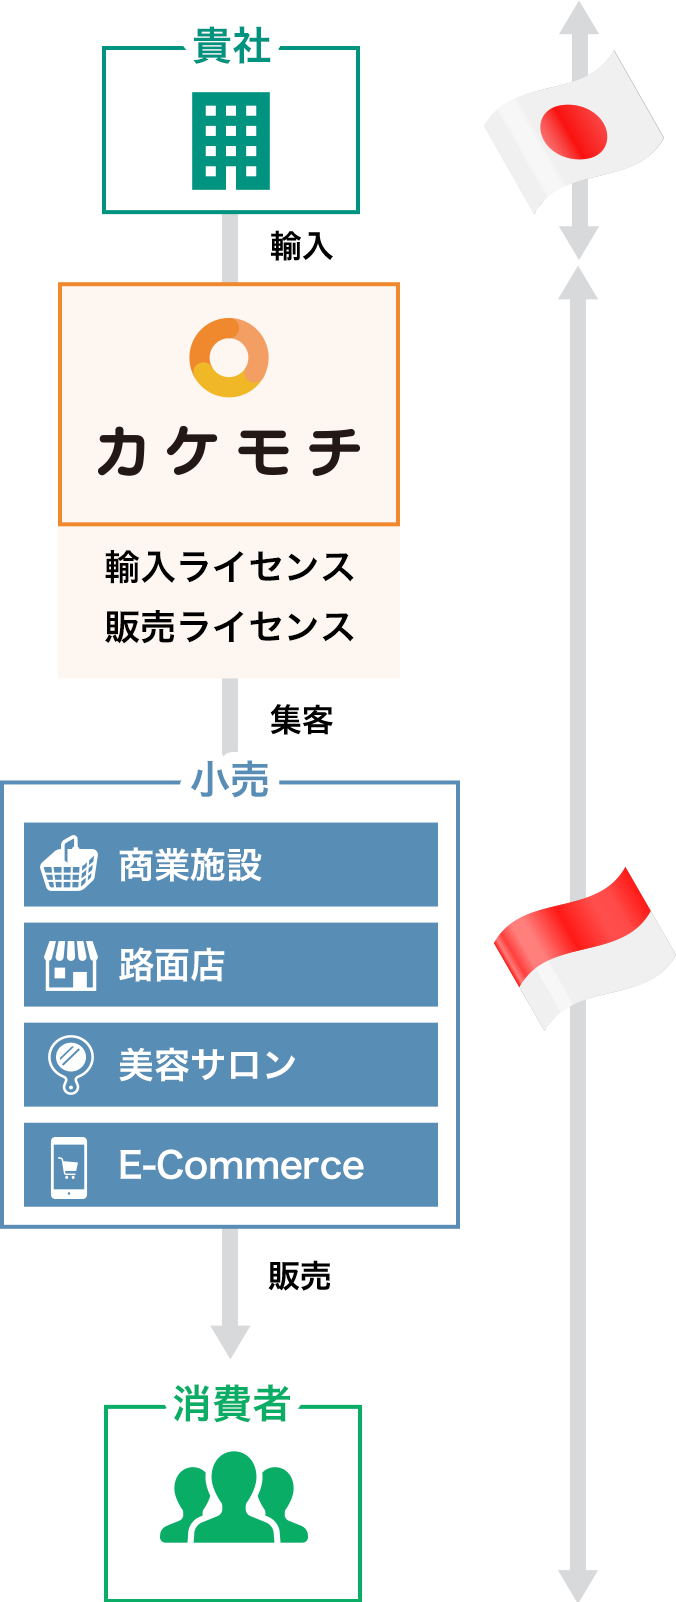 貴社
輸入
カケモチ
輸入ライセンス
販売ライセンス
集客
小売
商業施設
路面店
美容サロン
E-Commerce
販売
消費者